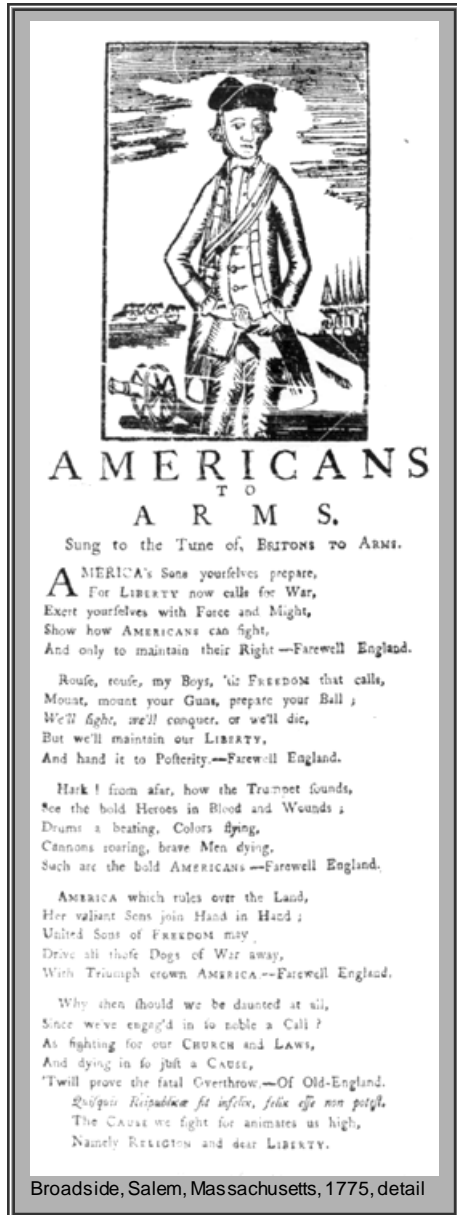 AMERICANS
TO
ARMS.
Sung to the Tune of, BRITONS TO ARMS.
AMERICA's Sons yourselves prepare,
For LIBERTY now calls for War,
Exert yourselves with Force and Might,
Show how AMERICANS can fight,
And only to maintain their Right—Farewell England.
Rouſe, rouſe, my Boys, 'tis FREEDOM that calls,
Mount, mount your Guns, prepare your Ball ;
We'll fight, we'll conquer, or we'll die,
But we'll maintain our LIBERTY,
And hand it to Poſterity.—Farewell England.
Hark ! from afar, how the Trumpet ſounds,
See the bold Heroes in Blood and Wounds ;
Drums a beating, Colors flying,
Cannons roaring, brave Men dying,
Such are the bold AMERICANS—Farewell England.
AMERICA which rules over the Land,
Her valiant Sons join Hand in Hand ;
United Sons of FREEDOM may
Drive all thoſe Dogs of War away,
With Triumph crown AMERICA.—Farewell England.
Why then ſhould we be daunted at all,
Since we've engag'd in ſo noble a Call ?
As fighting for our CHURCH and LAWS,
And dying in ſo juſt a CAUSE,
'Twill prove the fatal Overthrow.—Of Old-England.
Quiſquis Reipublicæ ſit infelix, felix eſſe non poteſt.
The CAUSE we fight for animates us high,
Namely RELIGION and dear LIBERTY.
Broadside, Salem, Massachusetts, 1775, detail